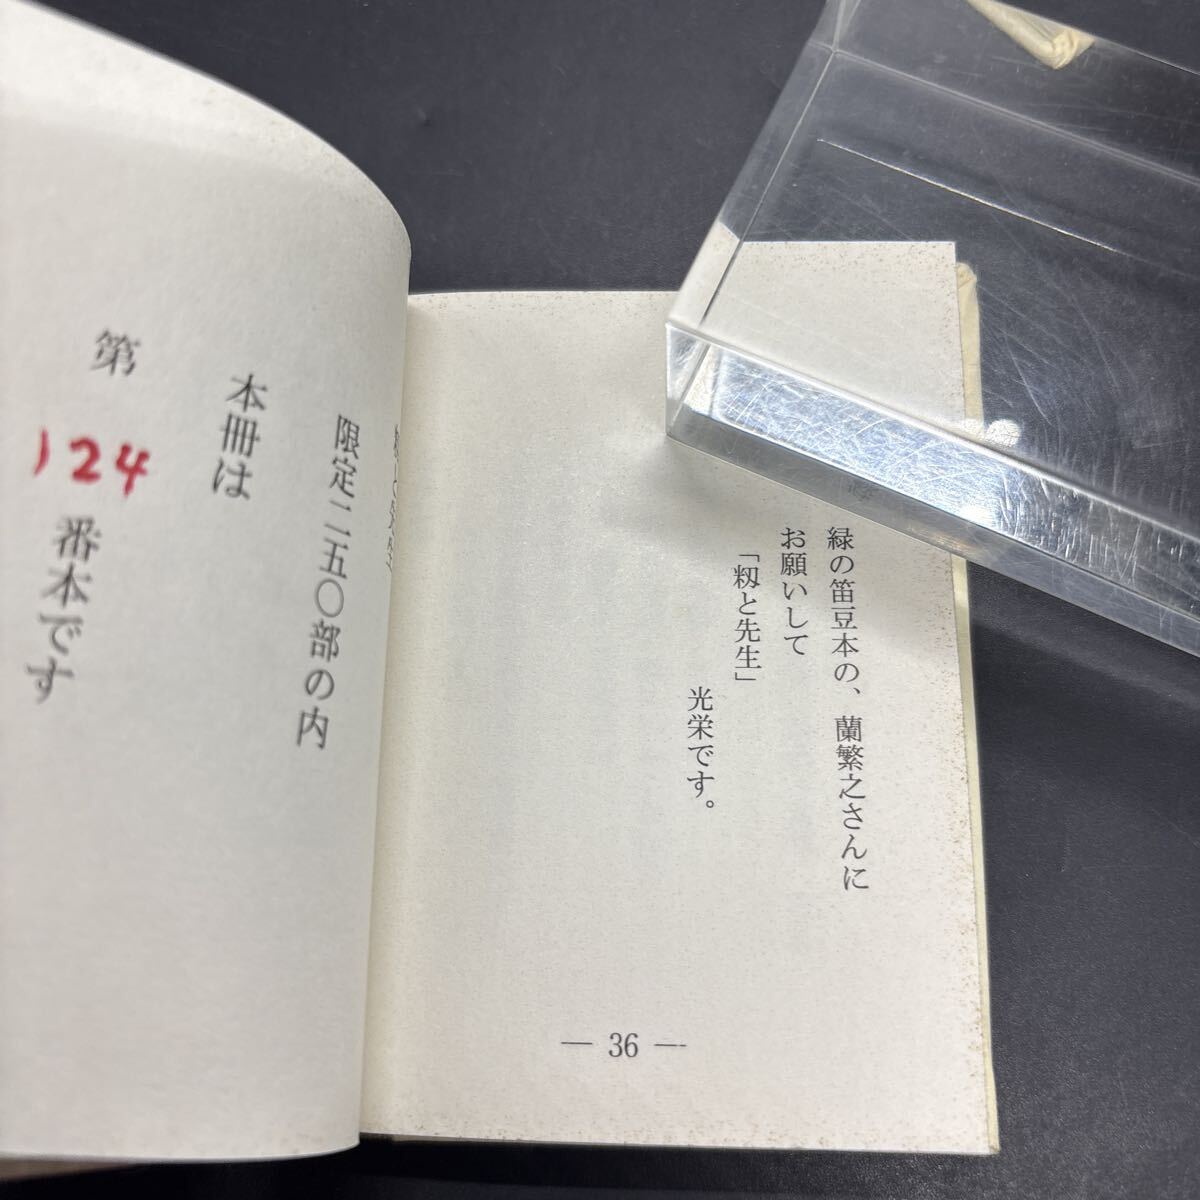 緑の笛豆本の、蘭繁之さんに
お願いして
「籾と先生」
光栄です。
— 36 —
限定二五〇部の内
本冊は
第
124
番本です